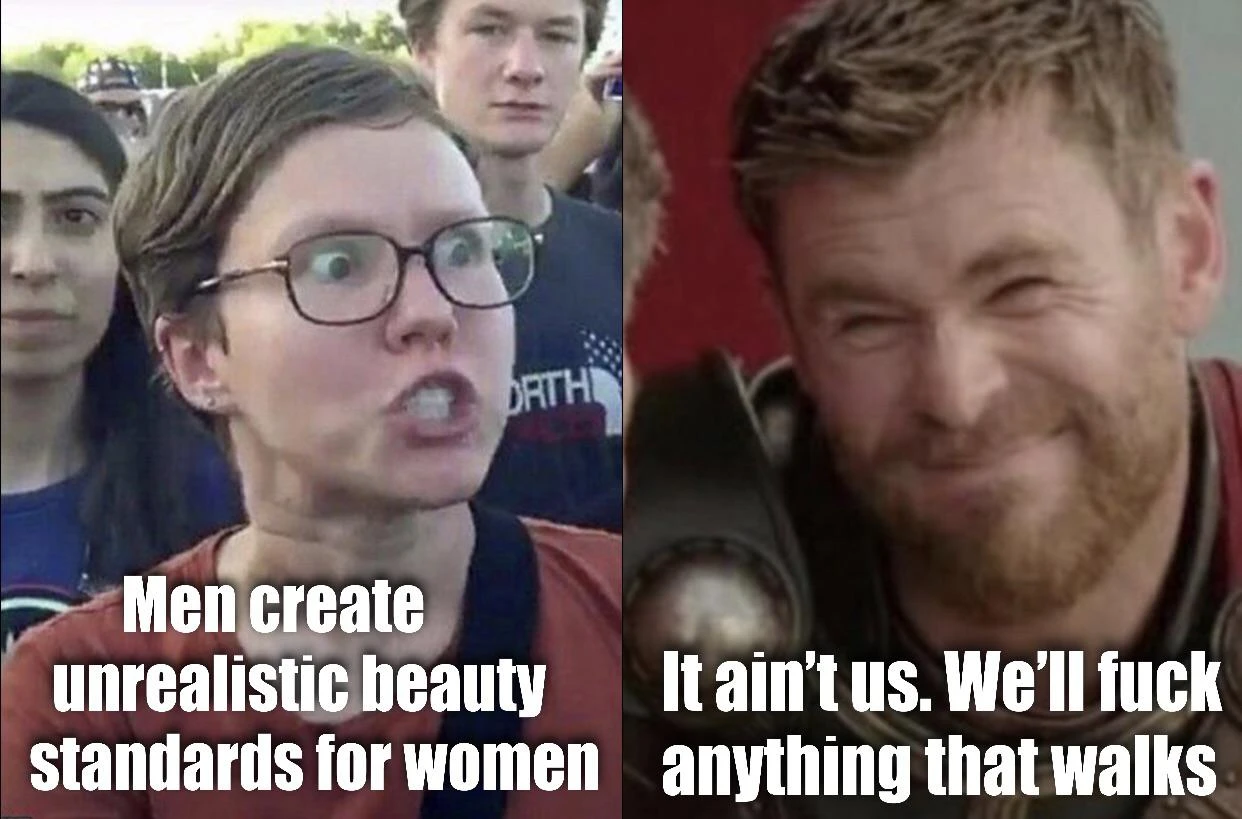 ORTH
Men create
unrealistic beauty
standards for women
It ain't us. We'll fuck
anything that walks